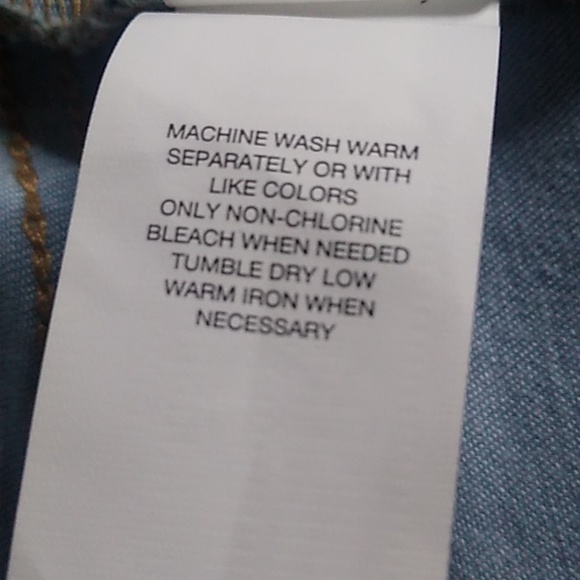 MACHINE WASH WARM
SEPARATELY OR WITH
LIKE COLORS
ONLY NON-CHLORINE
BLEACH WHEN NEEDED
TUMBLE DRY LOW
WARM IRON WHEN
NECESSARY